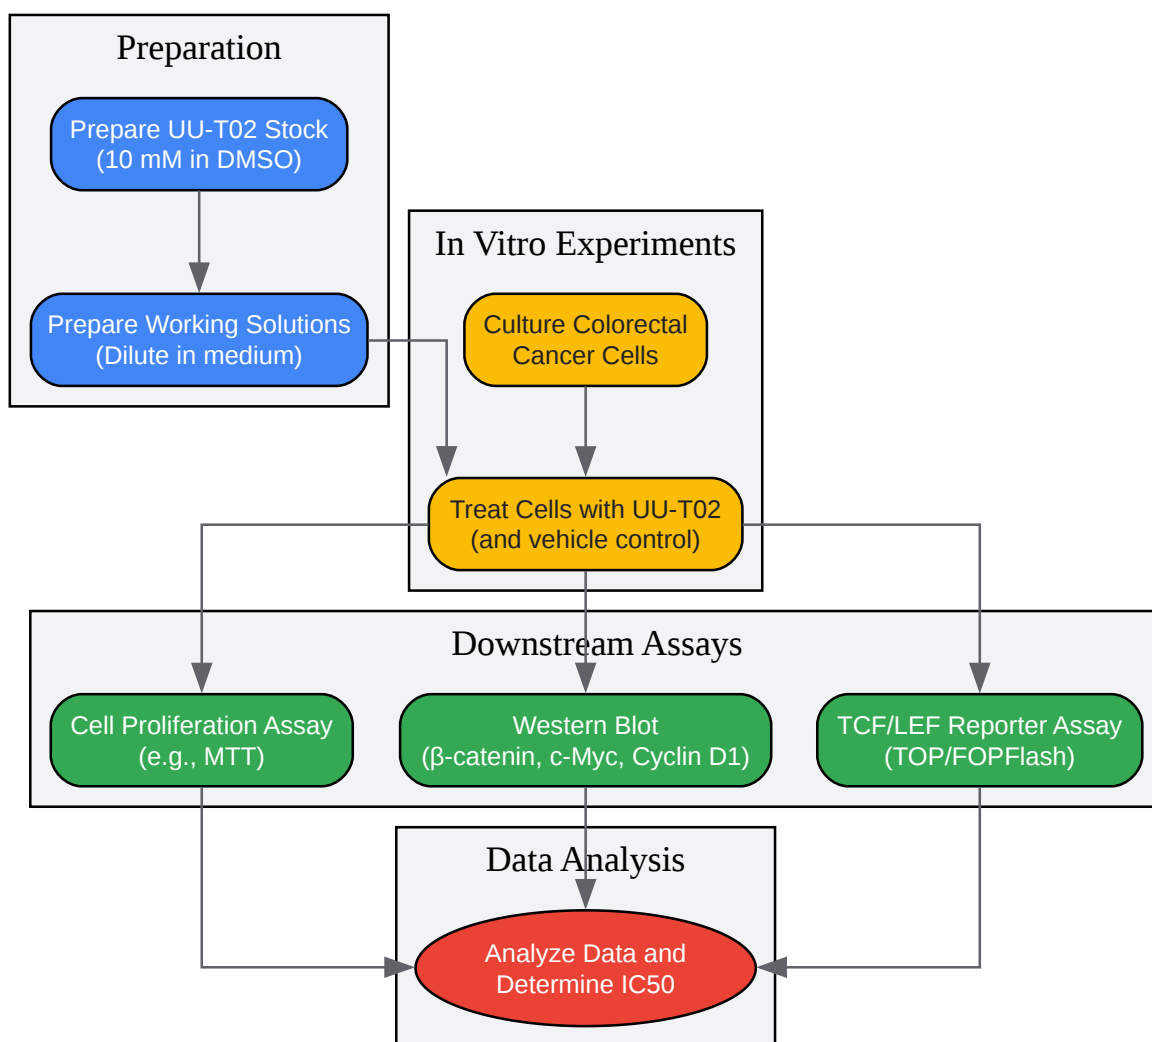 Preparation
Prepare UU-T02 Stock
(10 mM in DMSO)
Prepare Working Solutions
(Dilute in medium)
In Vitro Experiments
Culture Colorectal
Cancer Cells
Treat Cells with UU-T02
(and vehicle control)
Downstream Assays
Cell Proliferation Assay
(e.g., MTT)
Western Blot
(β-catenin, c-Myc, Cyclin D1)
TCF/LEF Reporter Assay
(TOP/FOPFlash)
Data Analysis
Analyze Data and
Determine IC50